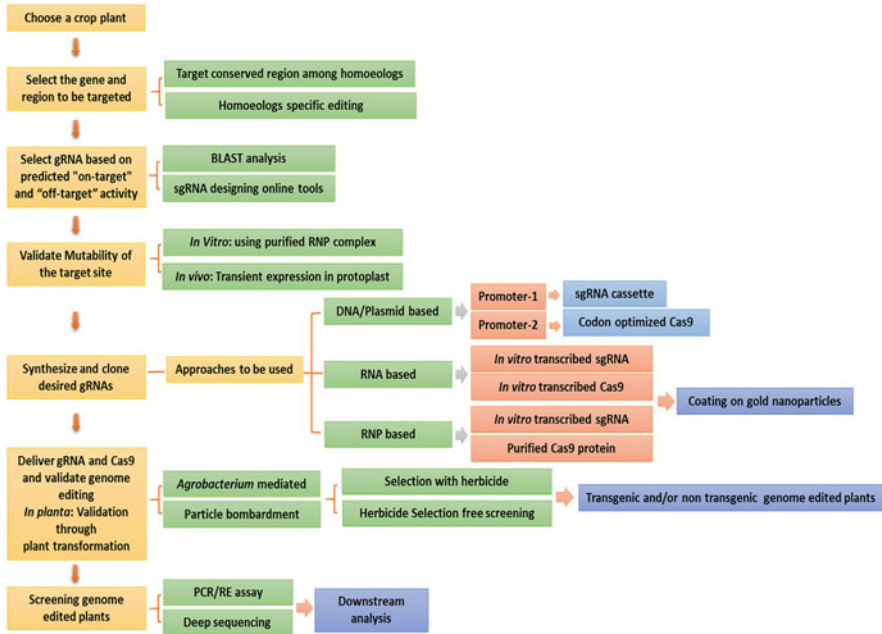 Choose a crop plant
Select the gene and
region to be targeted
Target conserved region among homoeologs
Homoeologs specific editing
Select gRNA based on
predicted "on-target"
and “off-target” activity
BLAST analysis
sgRNA designing online tools
Validate Mutability of
the target site
In Vitro: using purified RNP complex
In vivo: Transient expression in protoplast
Synthesize and clone
desired gRNAs
Approaches to be used
DNA/Plasmid based
Promoter-1
sgRNA cassette
Promoter-2
Codon optimized Cas9
RNA based
In vitro transcribed sgRNA
In vitro transcribed Cas9
RNP based
In vitro transcribed sgRNA
Purified Cas9 protein
Coating on gold nanoparticles
Deliver gRNA and Cas9
and validate genome
editing
In planta: Validation
through
plant transformation
Agrobacterium mediated
Particle bombardment
Selection with herbicide
Herbicide Selection free screening
Transgenic and/or non transgenic genome edited plants
Screening genome
edited plants
PCR/RE assay
Deep sequencing
Downstream
analysis